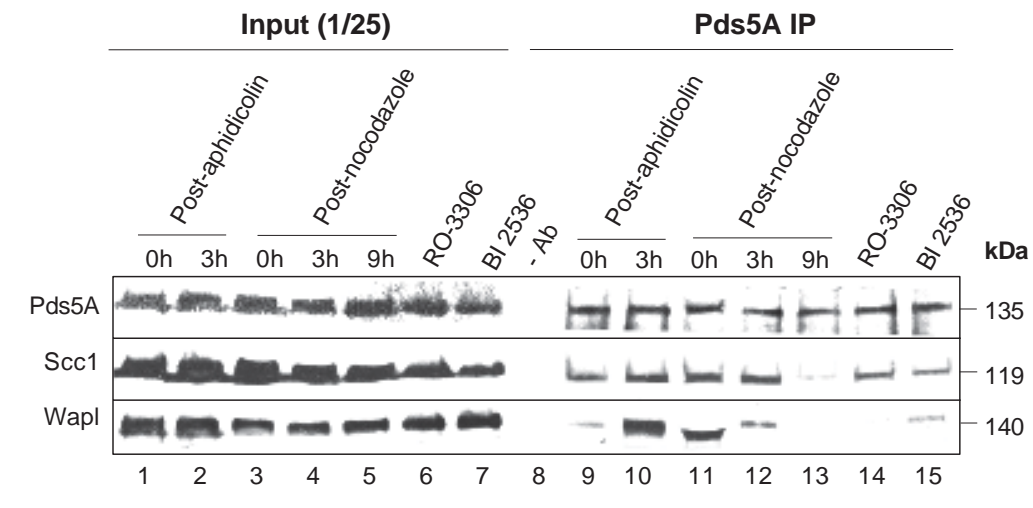 Input (1/25) Pds5A IP
Post-aphidicolin Post-nocodazole RO-3306 BI 2536 - Ab Post-aphidicolin Post-nocodazole RO-3306 BI 2536
0h 3h 0h 3h 9h 0h 3h 0h 3h 9h kDa
Pds5A 135
Scc1 119
Wapl 140
1 2 3 4 5 6 7 8 9 10 11 12 13 14 15